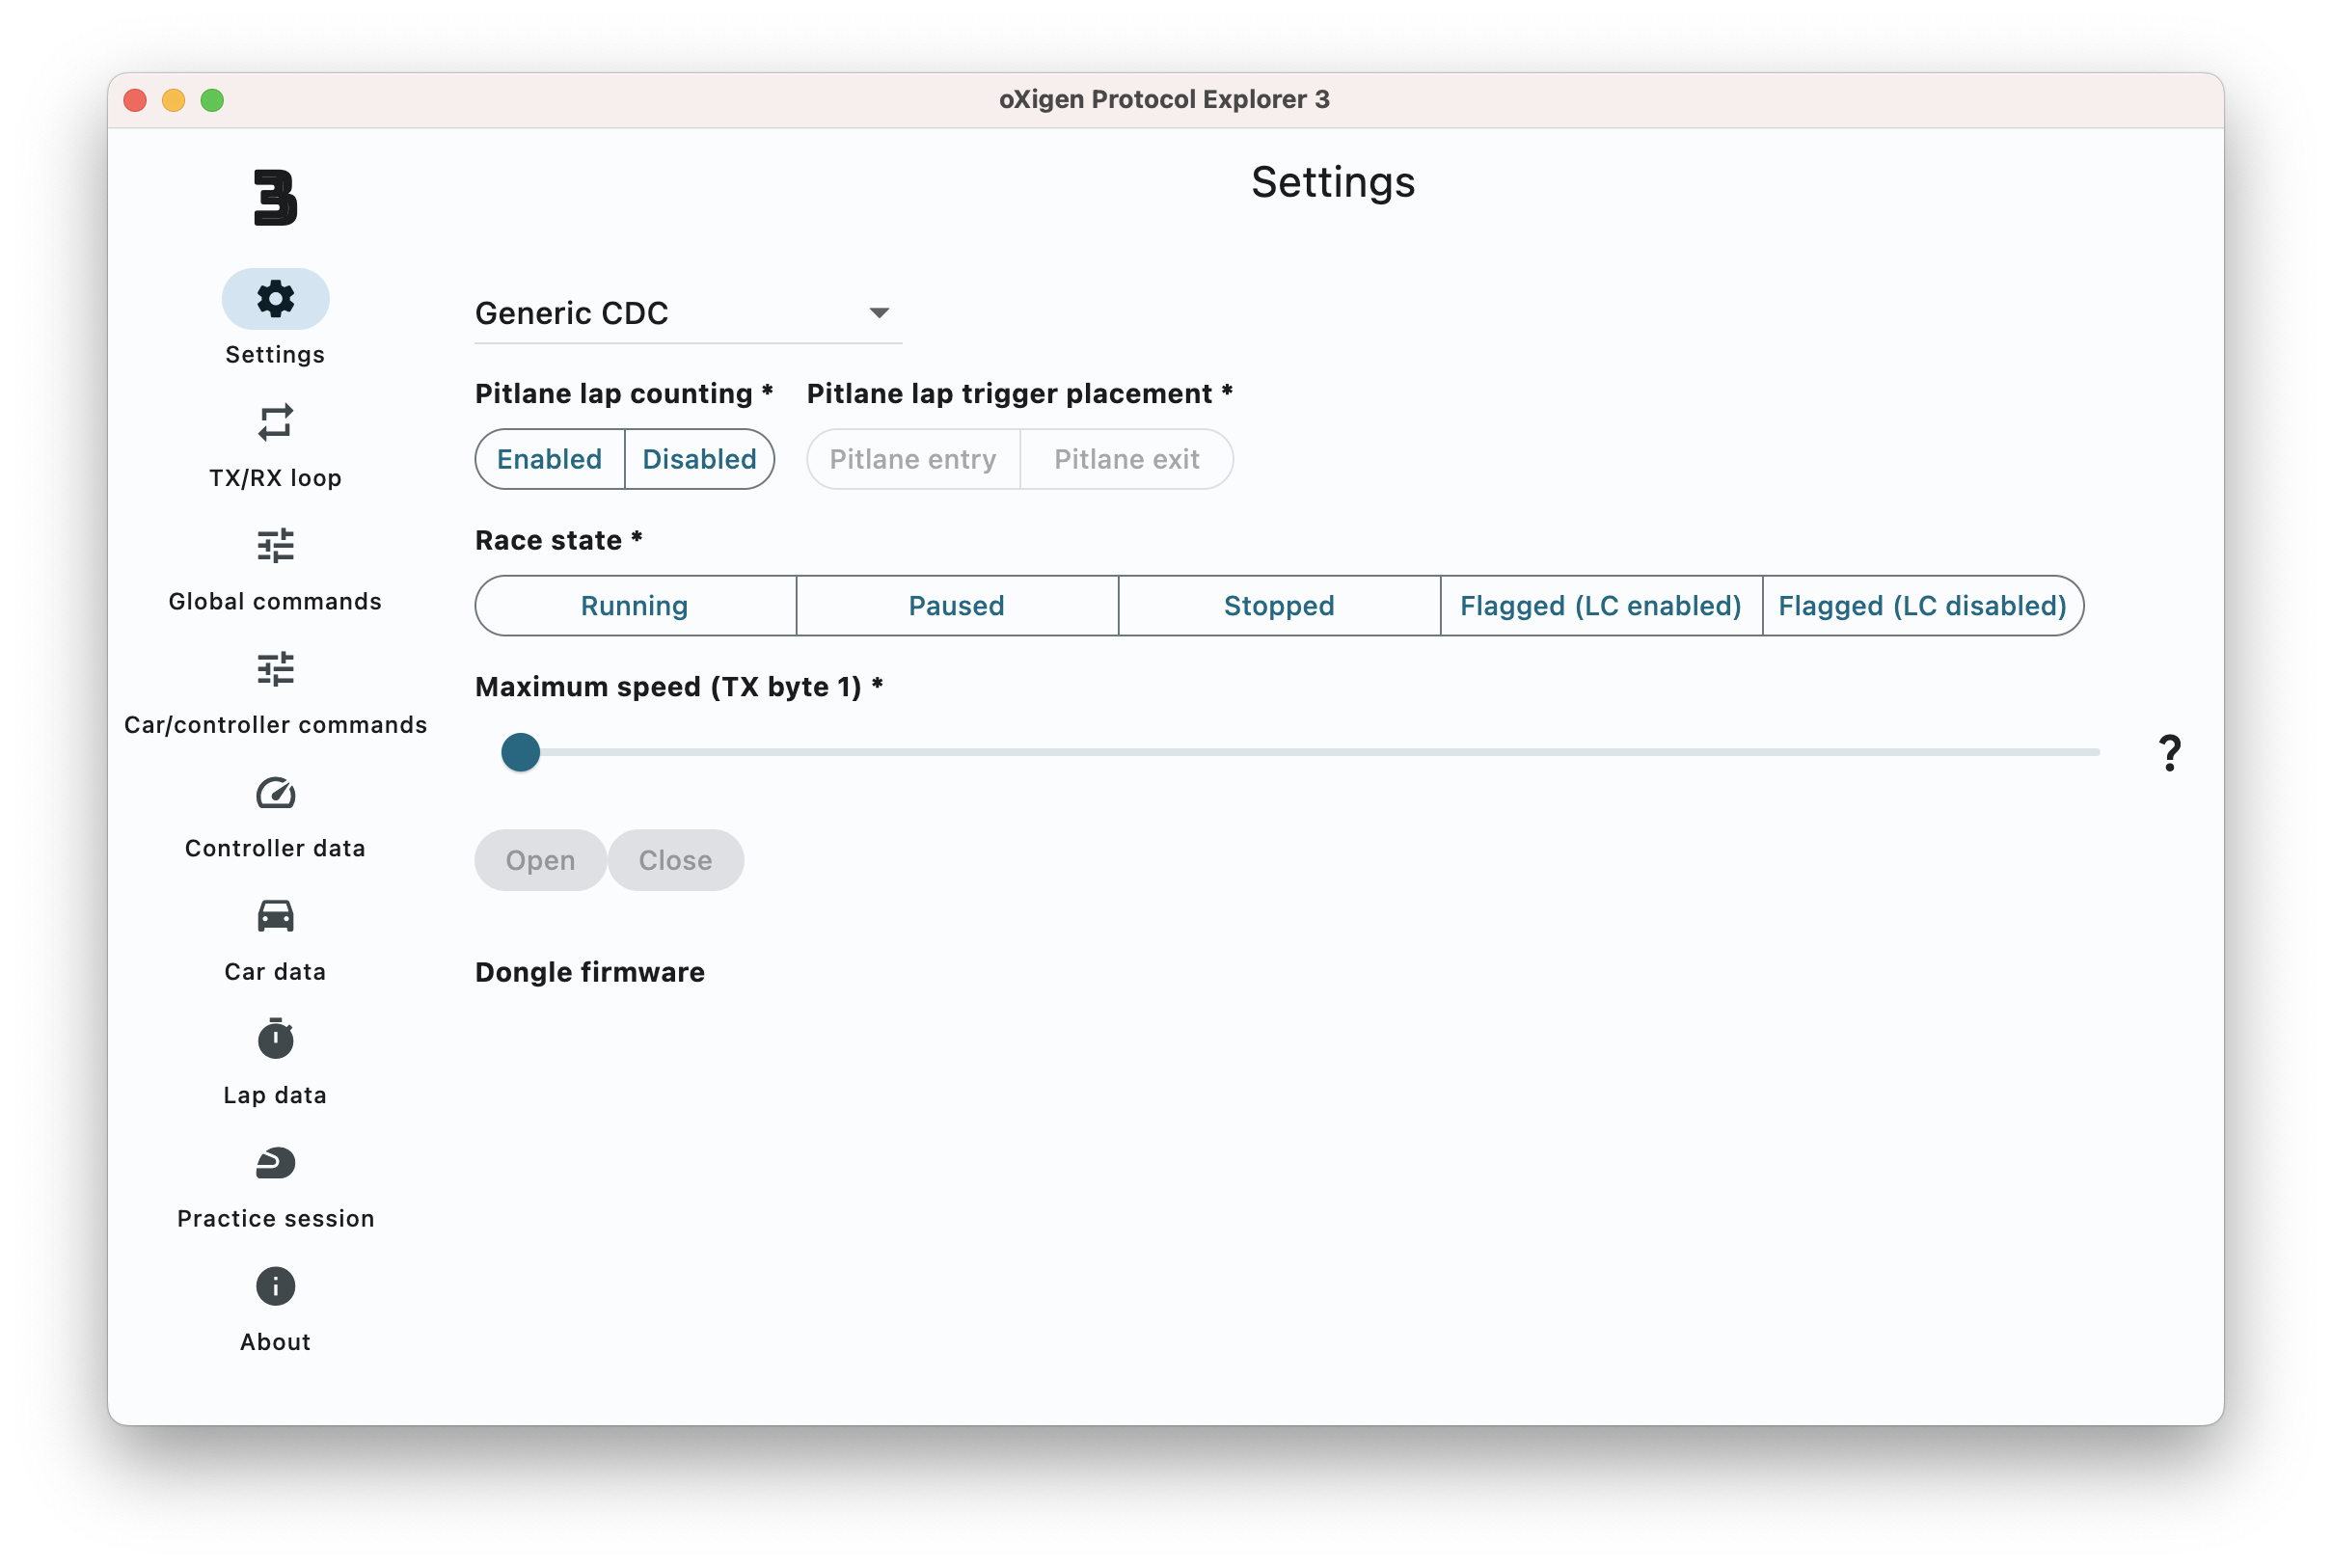 oXigen Protocol Explorer 3
3
Settings
TX/RX loop
Global commands
Car/controller commands
Controller data
Car data
Lap data
Practice session
About
Settings
Generic CDC
Pitlane lap counting * Pitlane lap trigger placement *
Enabled Disabled Pitlane entry Pitlane exit
Race state *
Running Paused Stopped Flagged (LC enabled) Flagged (LC disabled)
Maximum speed (TX byte 1) *
?
Open Close
Dongle firmware